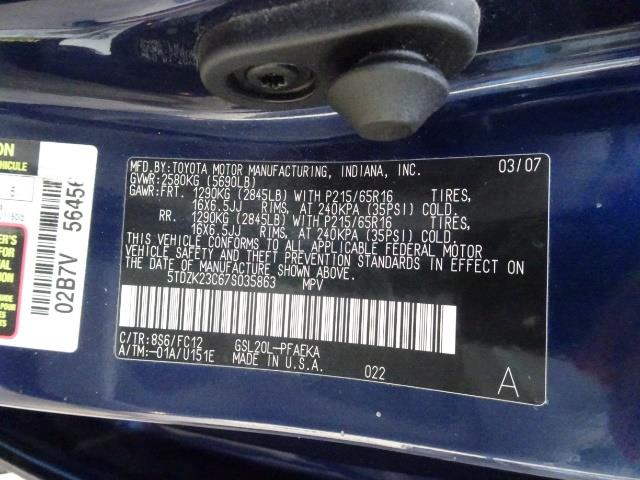 MFD.BY:TOYOTA MOTOR MANUFACTURING, INDIANA, INC. 03/07
GVWR:2580KG (5690LB)
GAWR:FRT. 1290KG (2845LB) WITH P215/65R16 TIRES,
16X6.5JJ RIMS, AT 240KPA (35PSI) COLD.
RR. 1290KG (2845LB) WITH P215/65R16 TIRES,
16X6.5JJ RIMS, AT 240KPA (35PSI) COLD.
THIS VEHICLE CONFORMS TO ALL APPLICABLE FEDERAL MOTOR
VEHICLE SAFETY AND THEFT PREVENTION STANDARDS IN EFFECT
ON THE DATE OF MANUFACTURE SHOWN ABOVE.
5TDZK23C67S035863 MPV
C/TR:8S6/FC12 GSL20L-PFAEKA
A/TM:-01A/U151E MADE IN U.S.A. 022 A
02B7V